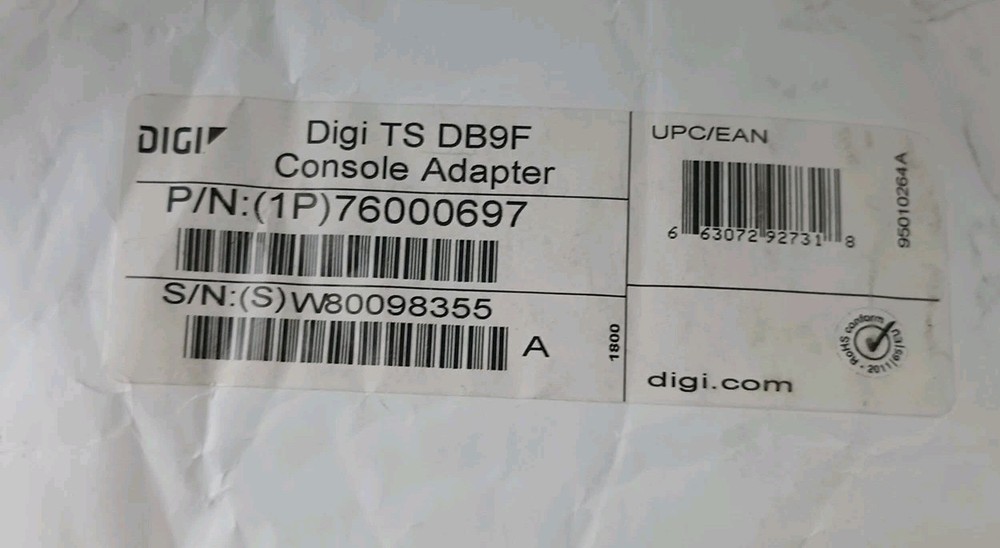 DIGI
Digi TS DB9F
Console Adapter
P/N:(1P)76000697
S/N:(S)W80098355
A
1800
UPC/EAN
6 63072 92731 8
95010264A
digi.com
RoHS conform · 2011/65/EU